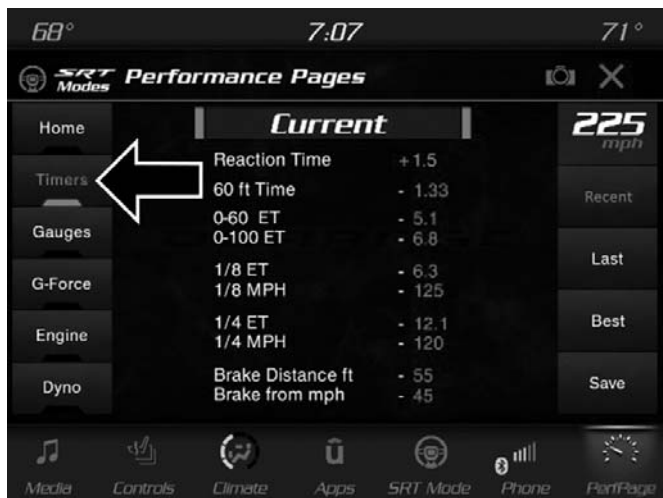 68°
7:07
71°
SRT Modes Performance Pages
Home
Timers
Gauges
G-Force
Engine
Dyno
Current
Reaction Time +1.5
60 ft Time - 1.33
0-60 ET - 5.1
0-100 ET - 6.8
1/8 ET - 6.3
1/8 MPH - 125
1/4 ET - 12.1
1/4 MPH - 120
Brake Distance ft - 55
Brake from mph - 45
225
mph
Recent
Last
Best
Save
Media
Controls
Climate
Apps
SRT Mode
Phone
PerfPage